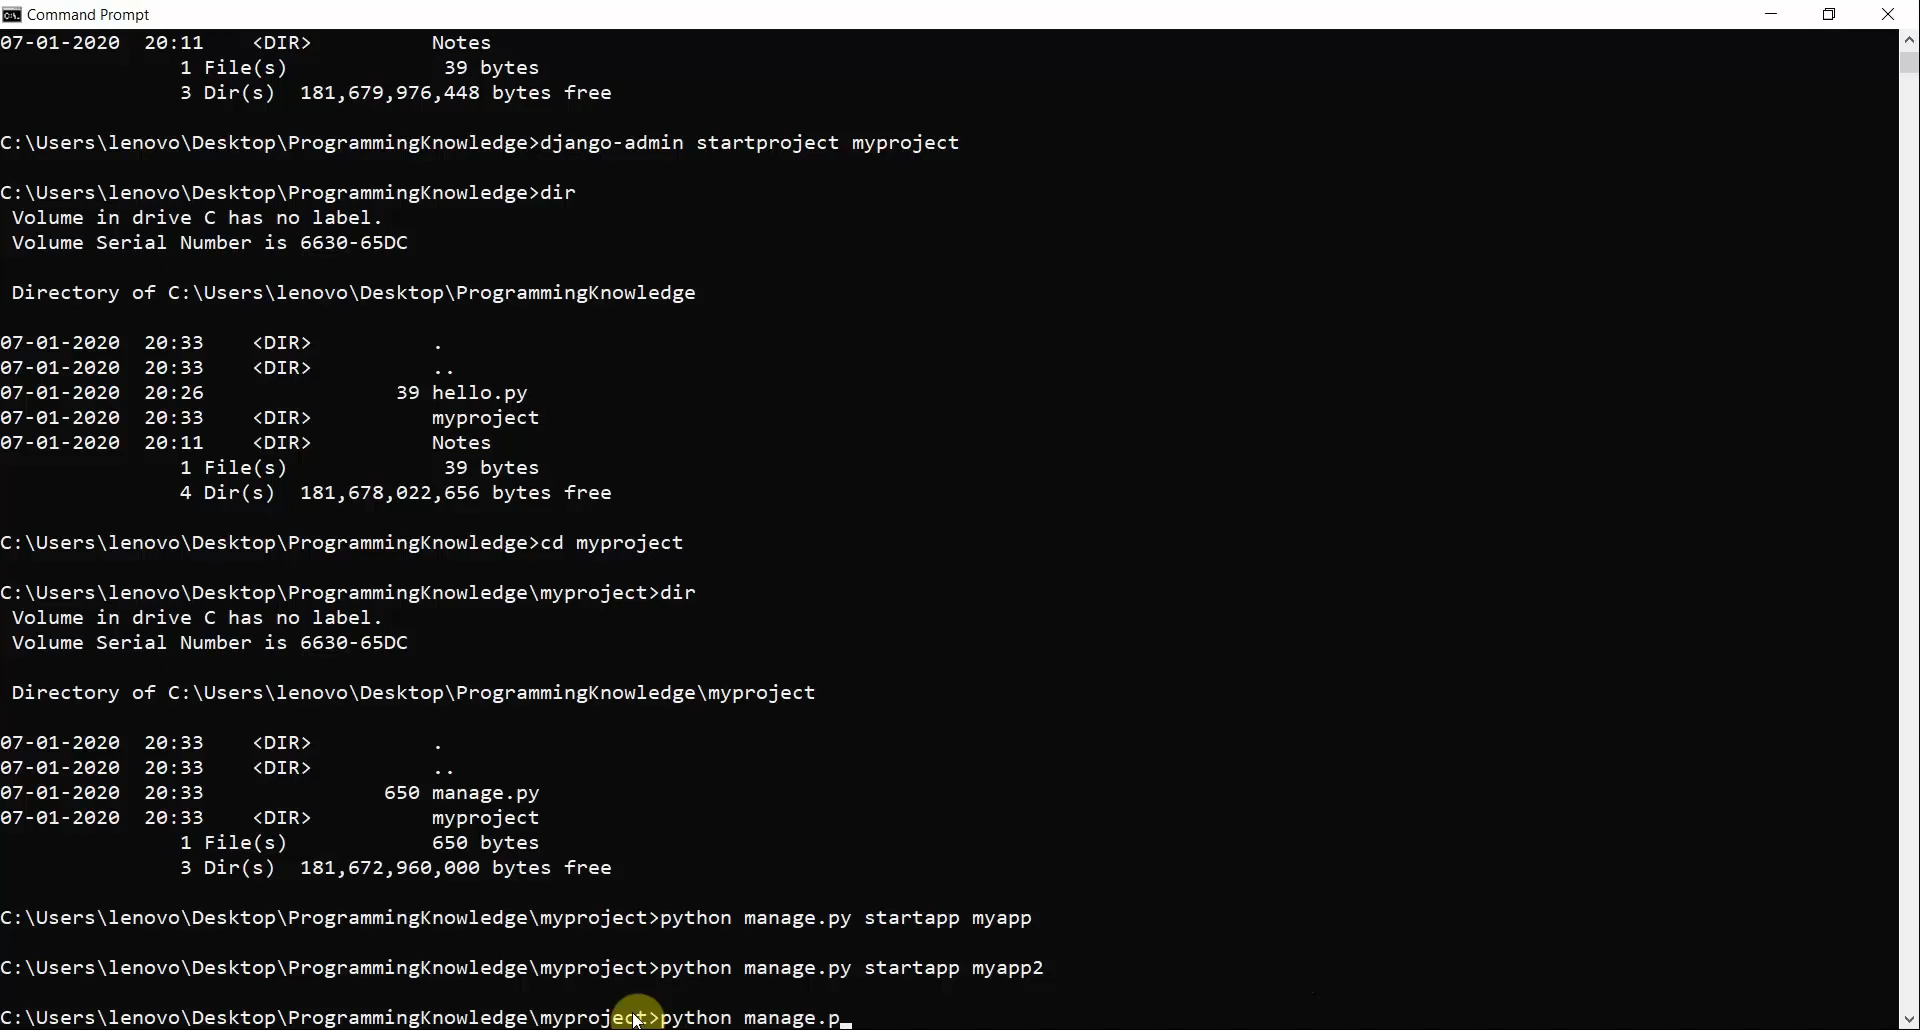 Command Prompt
07-01-2020  20:11    <DIR>          Notes
               1 File(s)             39 bytes
               3 Dir(s)  181,679,976,448 bytes free
C:\Users\lenovo\Desktop\ProgrammingKnowledge>django-admin startproject myproject
C:\Users\lenovo\Desktop\ProgrammingKnowledge>dir
 Volume in drive C has no label.
 Volume Serial Number is 6630-65DC
 Directory of C:\Users\lenovo\Desktop\ProgrammingKnowledge
07-01-2020  20:33    <DIR>          .
07-01-2020  20:33    <DIR>          ..
07-01-2020  20:26                39 hello.py
07-01-2020  20:33    <DIR>          myproject
07-01-2020  20:11    <DIR>          Notes
               1 File(s)             39 bytes
               4 Dir(s)  181,678,022,656 bytes free
C:\Users\lenovo\Desktop\ProgrammingKnowledge>cd myproject
C:\Users\lenovo\Desktop\ProgrammingKnowledge\myproject>dir
 Volume in drive C has no label.
 Volume Serial Number is 6630-65DC
 Directory of C:\Users\lenovo\Desktop\ProgrammingKnowledge\myproject
07-01-2020  20:33    <DIR>          .
07-01-2020  20:33    <DIR>          ..
07-01-2020  20:33               650 manage.py
07-01-2020  20:33    <DIR>          myproject
               1 File(s)            650 bytes
               3 Dir(s)  181,672,960,000 bytes free
C:\Users\lenovo\Desktop\ProgrammingKnowledge\myproject>python manage.py startapp myapp
C:\Users\lenovo\Desktop\ProgrammingKnowledge\myproject>python manage.py startapp myapp2
C:\Users\lenovo\Desktop\ProgrammingKnowledge\myproject>python manage.p